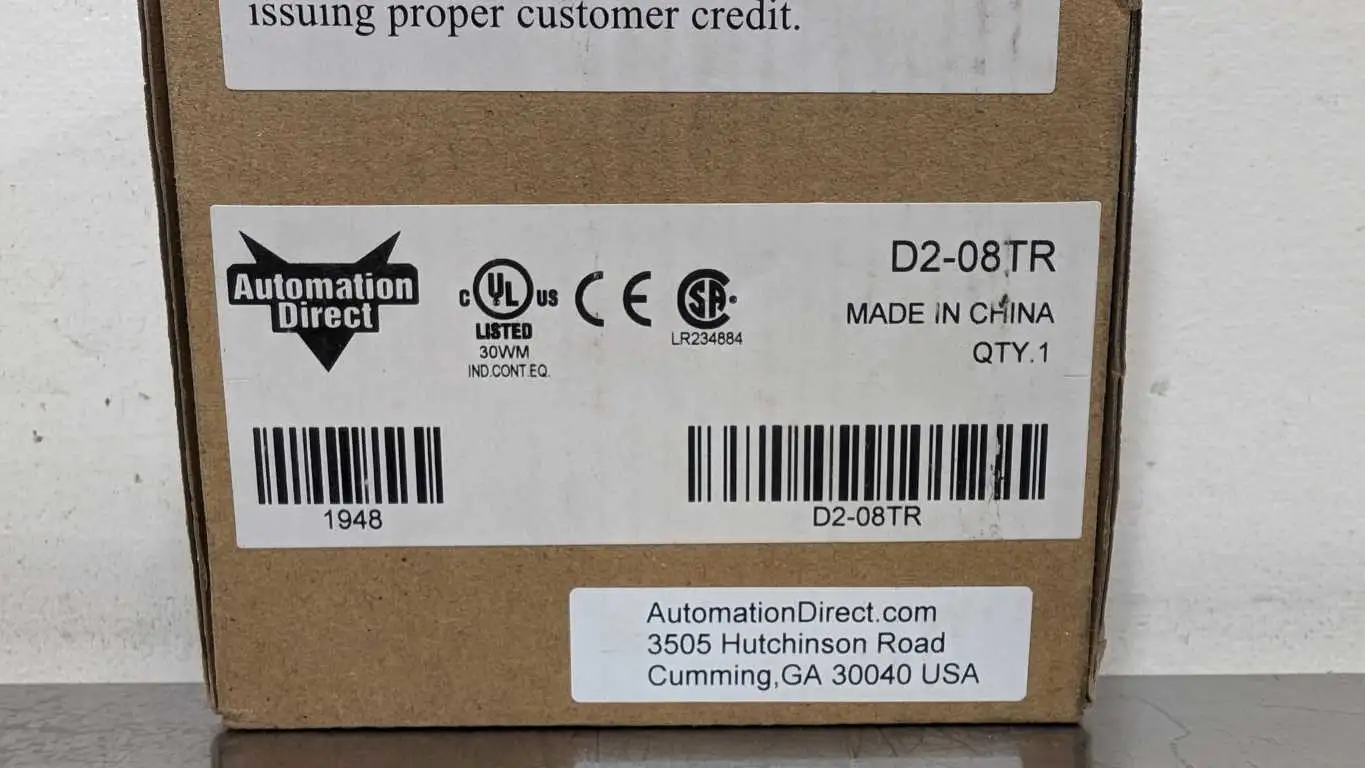 issuing proper customer credit.
Automation
Direct
C UL US
LISTED
30WM
IND.CONT.EQ.
CE
SA
LR234884
D2-08TR
MADE IN CHINA
QTY.1
1948
D2-08TR
AutomationDirect.com
3505 Hutchinson Road
Cumming,GA 30040 USA